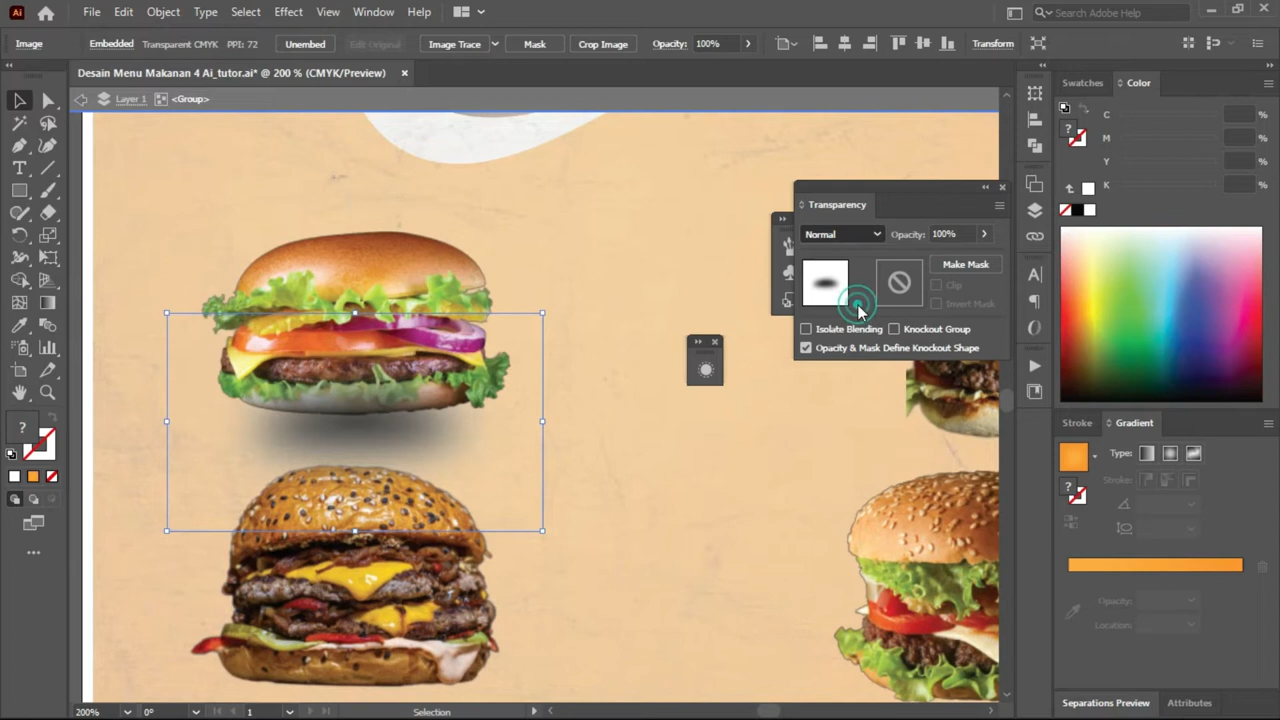 Ai File Edit Object Type Select Effect View Window Help Search Adobe Help
Image Embedded Transparent CMYK PPI: 72 Unembed Edit Original Image Trace Mask Crop Image Opacity: 100% Transform
Desain Menu Makanan 4 Ai_tutor.ai* @ 200 % (CMYK/Preview)
Layer 1 <Group>
Swatches Color
C %
M %
Y %
K %
Transparency
Normal Opacity: 100%
Make Mask
Clip
Invert Mask
Isolate Blending Knockout Group
Opacity & Mask Define Knockout Shape
Stroke Gradient
Type:
Stroke:
Opacity:
Location:
200% 0° 1 Selection
Separations Preview Attributes